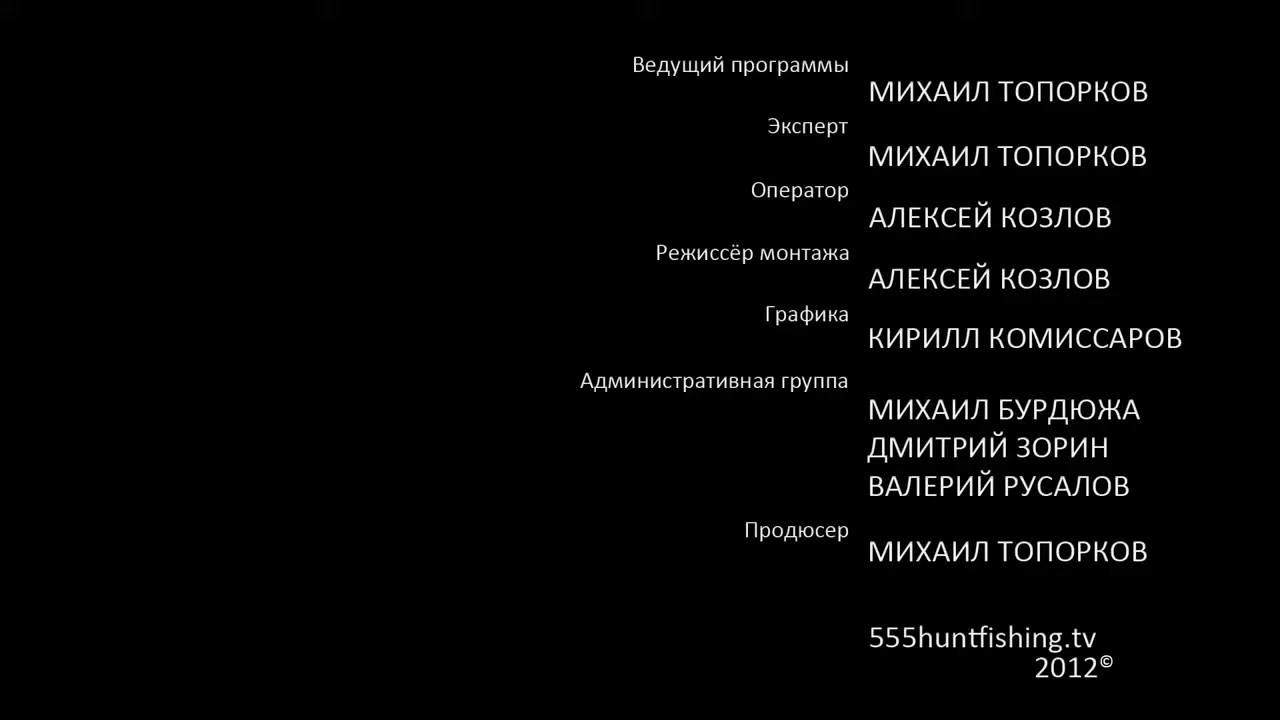 Ведущий программы
МИХАИЛ ТОПОРКОВ
Эксперт
МИХАИЛ ТОПОРКОВ
Оператор
АЛЕКСЕЙ КОЗЛОВ
Режиссёр монтажа
АЛЕКСЕЙ КОЗЛОВ
Графика
КИРИЛЛ КОМИССАРОВ
Административная группа
МИХАИЛ БУРДЮЖА
ДМИТРИЙ ЗОРИН
ВАЛЕРИЙ РУСАЛОВ
Продюсер
МИХАИЛ ТОПОРКОВ
555huntfishing.tv
2012©